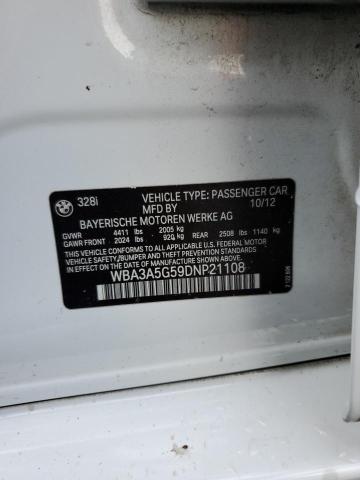 328i VEHICLE TYPE: PASSENGER CAR
MFD BY 10/12
BAYERISCHE MOTOREN WERKE AG
GVWR 4411 lbs 2005 kg
GAWR FRONT 2024 lbs 920 kg REAR 2508 lbs 1140 kg
THIS VEHICLE CONFORMS TO ALL APPLICABLE U.S. FEDERAL MOTOR
VEHICLE SAFETY, BUMPER AND THEFT PREVENTION STANDARDS
IN EFFECT ON THE DATE OF MANUFACTURE SHOWN ABOVE.
WBA3A5G59DNP21108